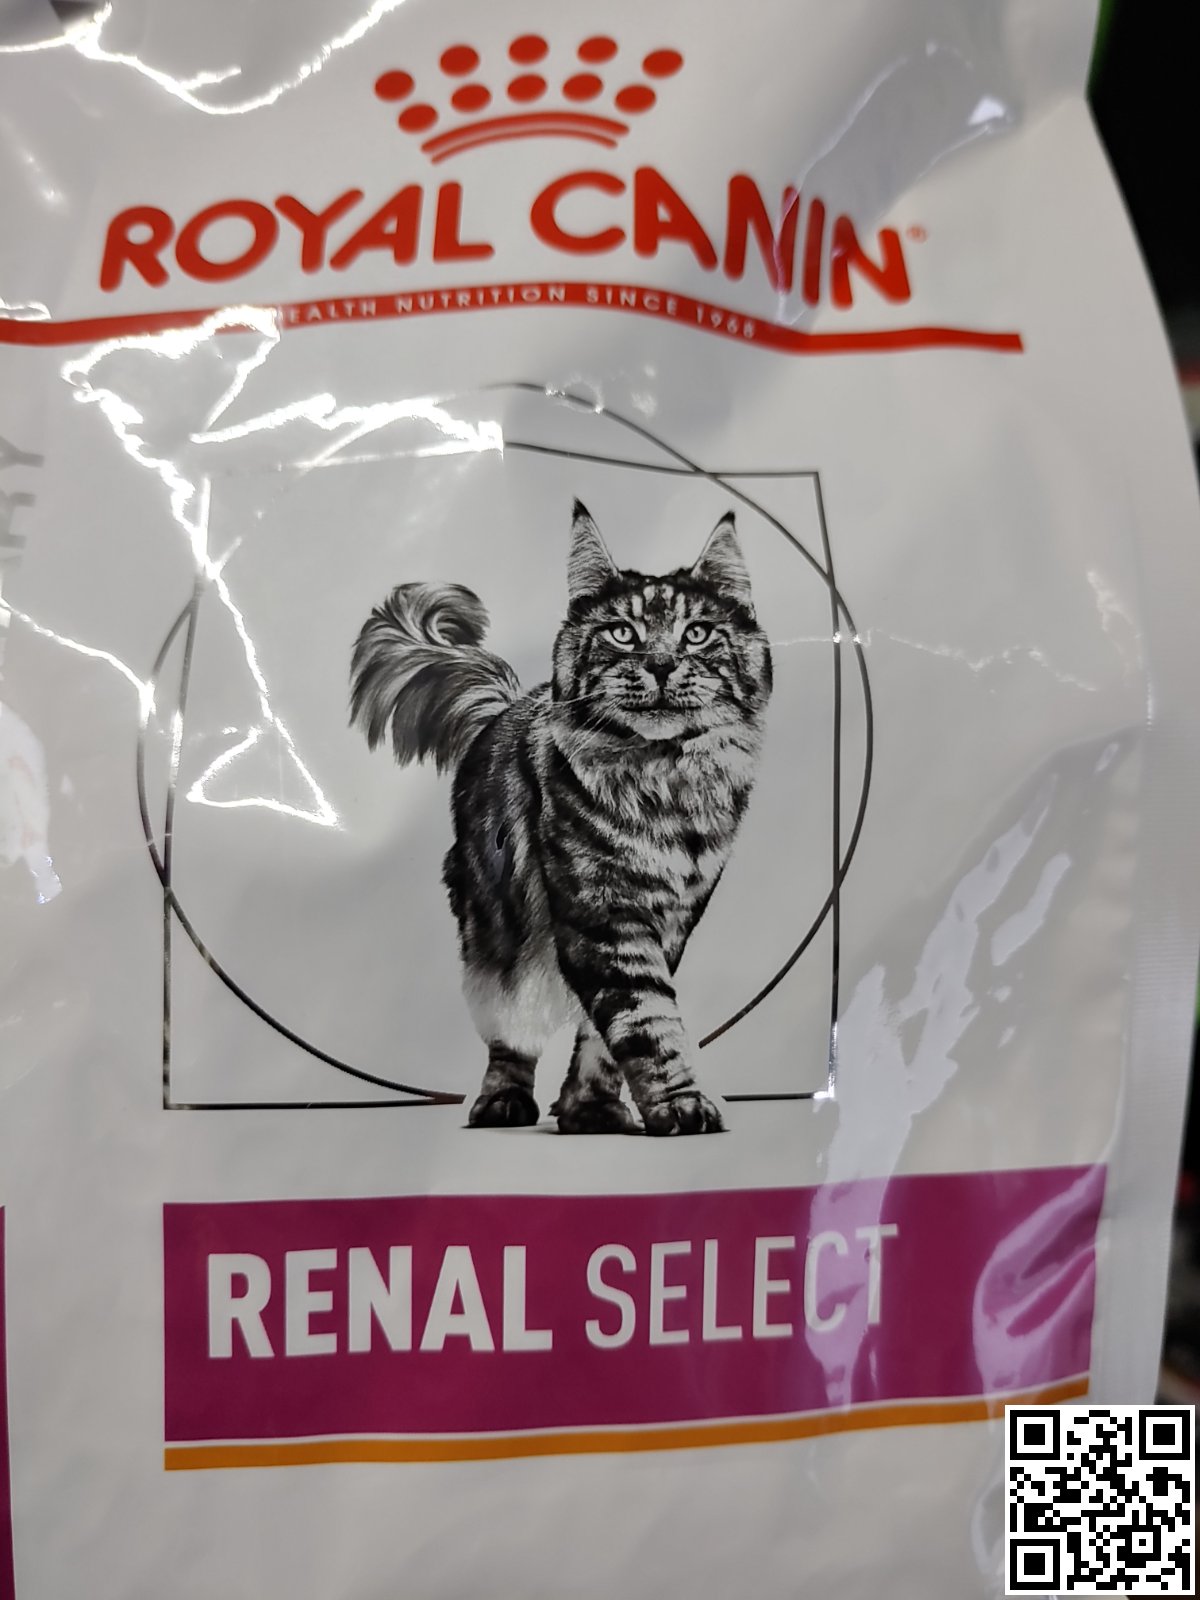 ROYAL CANIN®
HEALTH NUTRITION SINCE 1968
RENAL SELECT